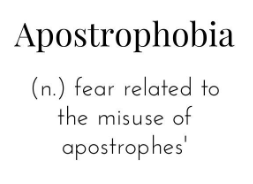 Apostrophobia
(n.) fear related to
the misuse of
apostrophes'